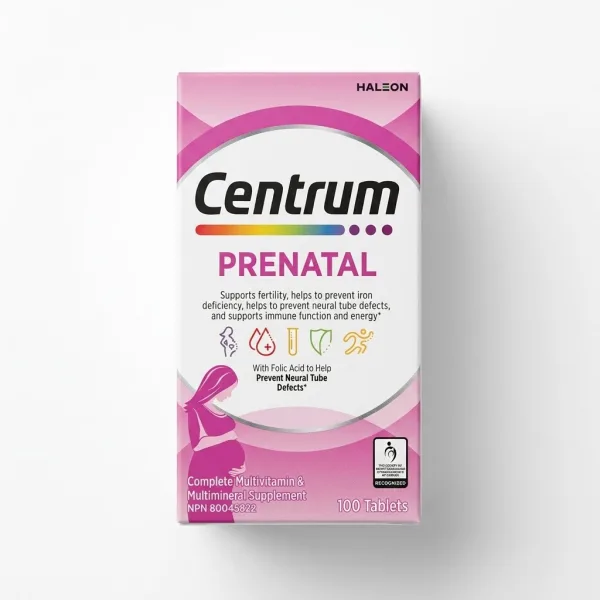 HALEON
Centrum
PRENATAL
Supports fertility, helps to prevent iron
deficiency, helps to prevent neural tube defects,
and supports immune function and energy*
With Folic Acid to Help
Prevent Neural Tube
Defects*
Complete Multivitamin &
Multimineral Supplement
NPN 80045822
RECOGNIZED
100 Tablets